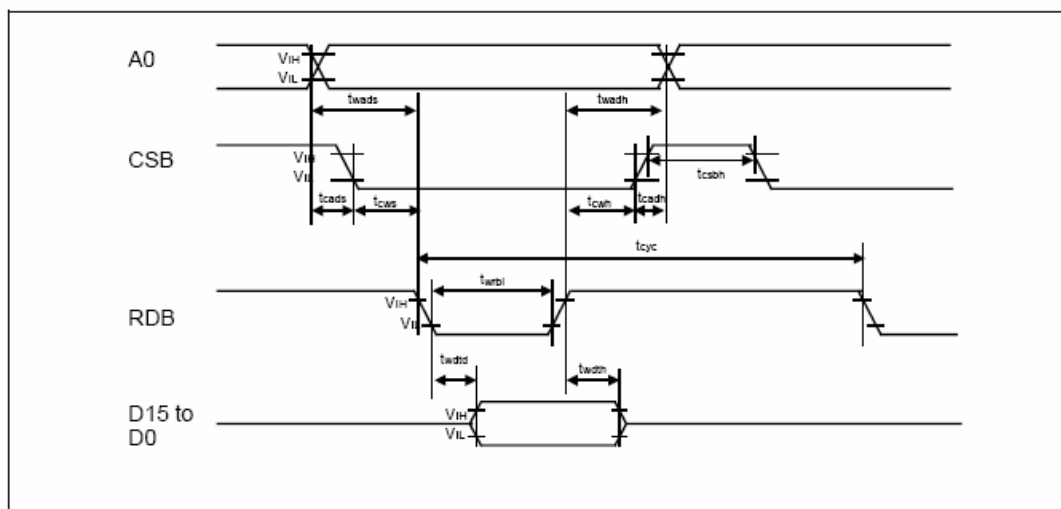 A0
VIH
VIL
twads
twadh
CSB
VIH
VIL
tcsbh
tcads
tcws
tcwh
tcadh
tcyc
twrbl
RDB
VIH
VIL
twdtd
twdth
D15 to
D0
VIH
VIL